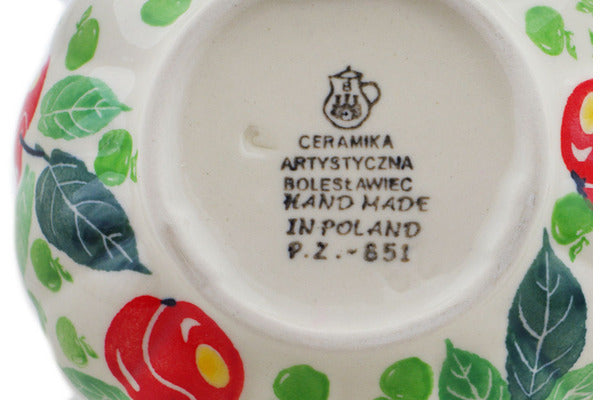 CERAMIKA
ARTYSTYCZNA
BOLESŁAWIEC
HAND MADE
IN POLAND
P.Z.-851